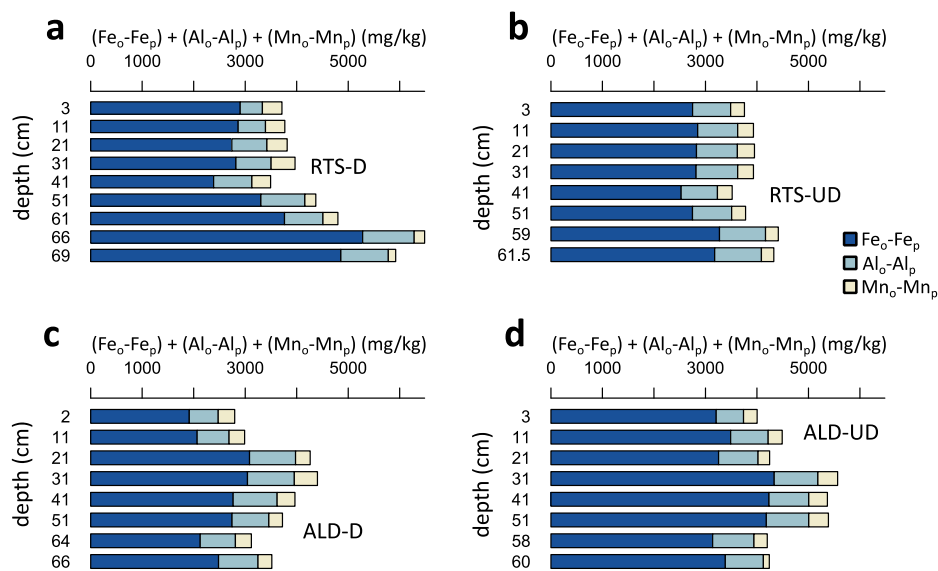 a
(Feo-Fep) + (Alo-Alp) + (Mno-Mnp) (mg/kg)
0 1000 3000 5000
depth (cm)
3
11
21
31
41
51
61
66
69
RTS-D
b
(Feo-Fep) + (Alo-Alp) + (Mno-Mnp) (mg/kg)
0 1000 3000 5000
depth (cm)
3
11
21
31
41
51
59
61.5
RTS-UD
Feo-Fep
Alo-Alp
Mno-Mnp
c
(Feo-Fep) + (Alo-Alp) + (Mno-Mnp) (mg/kg)
0 1000 3000 5000
depth (cm)
2
11
21
31
41
51
64
66
ALD-D
d
(Feo-Fep) + (Alo-Alp) + (Mno-Mnp) (mg/kg)
0 1000 3000 5000
depth (cm)
3
11
21
31
41
51
58
60
ALD-UD